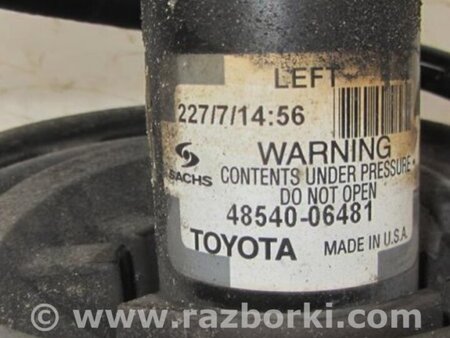 LEFT
227/7/14:56
WARNING
SACHS
CONTENTS UNDER PRESSURE
DO NOT OPEN
48540-06481
TOYOTA
MADE IN U.S.A.
© www.razborki.com